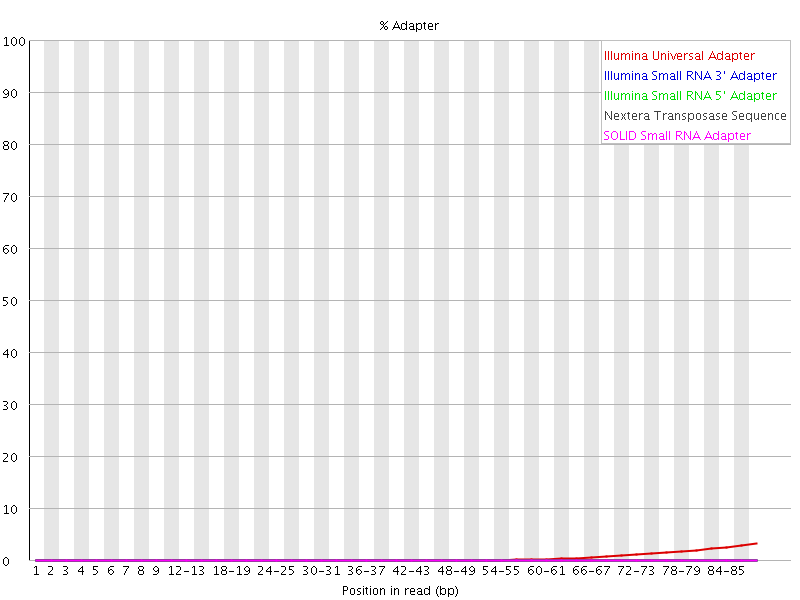 % Adapter
100
90
80
70
60
50
40
30
20
10
0
Illumina Universal Adapter
Illumina Small RNA 3' Adapter
Illumina Small RNA 5' Adapter
Nextera Transposase Sequence
SOLID Small RNA Adapter
1 2 3 4 5 6 7 8 9 12-13 18-19 24-25 30-31 36-37 42-43 48-49 54-55 60-61 66-67 72-73 78-79 84-85
Position in read (bp)